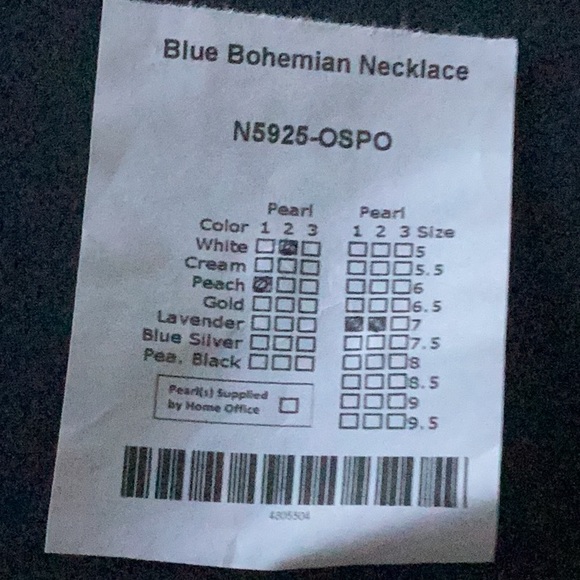 Blue Bohemian Necklace
N5925-OSPO
Pearl Pearl
Color 1 2 3 1 2 3 Size
White 5
Cream 5.5
Peach 6
Gold 6.5
Lavender 7
Blue Silver 7.5
Pea. Black 8
8.5
9
9.5
Pearl(s) Supplied
by Home Office
4305504